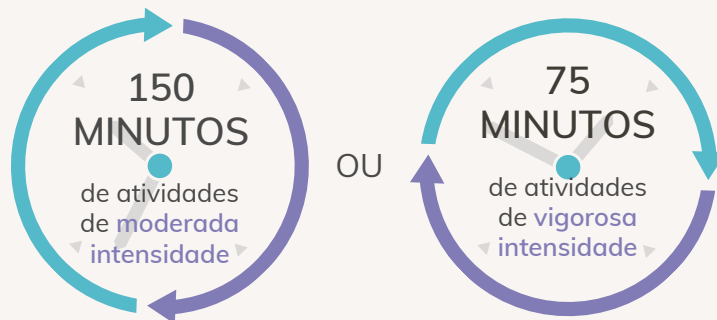 150
MINUTOS
de atividades
de moderada
intensidade
OU
75
MINUTOS
de atividades
de vigorosa
intensidade